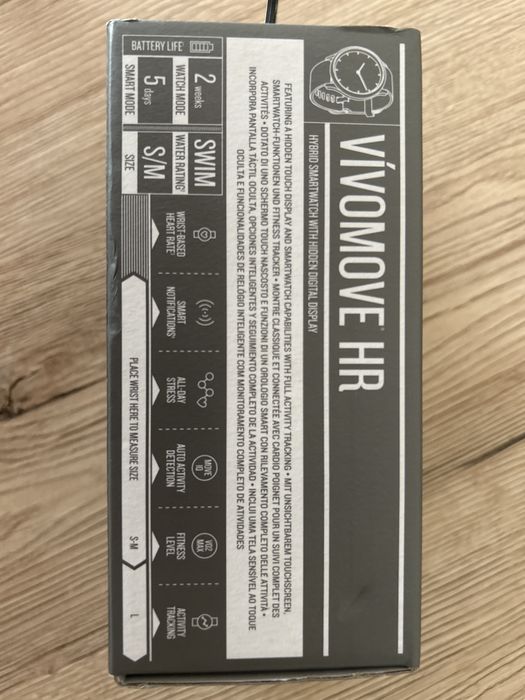 VÍVOMOVE® HR
HYBRID SMARTWATCH WITH HIDDEN DIGITAL DISPLAY
FEATURING A HIDDEN TOUCH DISPLAY AND SMARTWATCH CAPABILITIES WITH FULL ACTIVITY TRACKING • MIT UNSICHTBAREM TOUCHSCREEN,
SMARTWATCH-FUNKTIONEN UND FITNESS TRACKER • MONTRE CLASSIQUE ET CONNECTÉE AVEC CARDIO POIGNET POUR UN SUIVI COMPLET DES
ACTIVITÉS • DOTATO DI UNO SCHERMO TOUCH NASCOSTO E FUNZIONI DI UN OROLOGIO SMART CON RILEVAMENTO COMPLETO DELLE ATTIVITÀ •
INCORPORA PANTALLA TÁCTIL OCULTA, OPCIONES INTELIGENTES Y SEGUIMIENTO COMPLETO DE LA ACTIVIDAD • INCLUI UMA TELA SENSÍVEL AO TOQUE
OCULTA E FUNCIONALIDADES DE RELÓGIO INTELIGENTE COM MONITORAMENTO COMPLETO DE ATIVIDADES
BATTERY LIFE
2 weeks
WATCH MODE
5 days
SMART MODE
SWIM
WATER RATING
S/M
SIZE
WRIST-BASED
HEART RATE
SMART
NOTIFICATIONS
ALL-DAY
STRESS
MOVE
IQ
AUTO ACTIVITY
DETECTION
VO2
MAX
FITNESS
LEVEL
ACTIVITY
TRACKING
PLACE WRIST HERE TO MEASURE SIZE
S-M
L